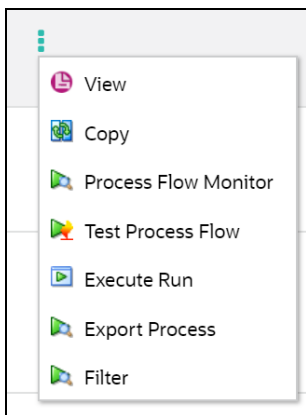 View
Copy
Process Flow Monitor
Test Process Flow
Execute Run
Export Process
Filter